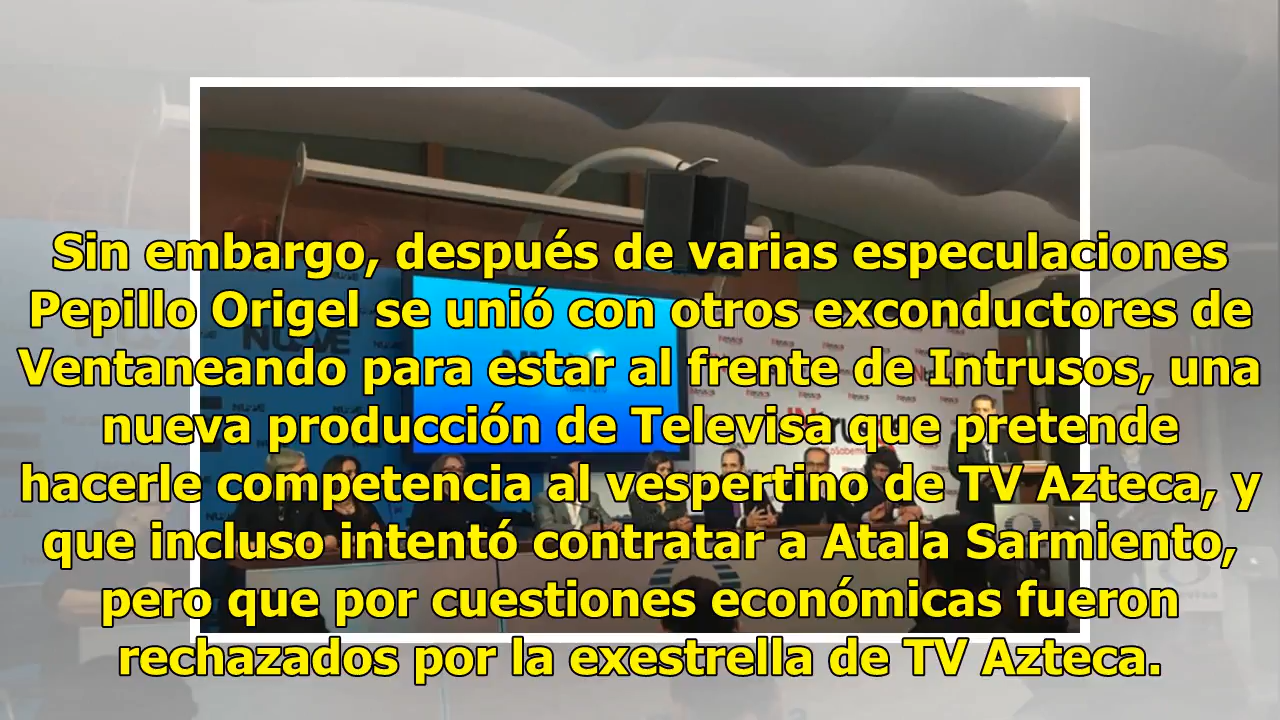 Sin embargo, después de varias especulaciones
Pepillo Origel se unió con otros exconductores de
Ventaneando para estar al frente de Intrusos, una
nueva producción de Televisa que pretende
hacerle competencia al vespertino de TV Azteca, y
que incluso intentó contratar a Atala Sarmiento,
pero que por cuestiones económicas fueron
rechazados por la exestrella de TV Azteca.
NUEVE